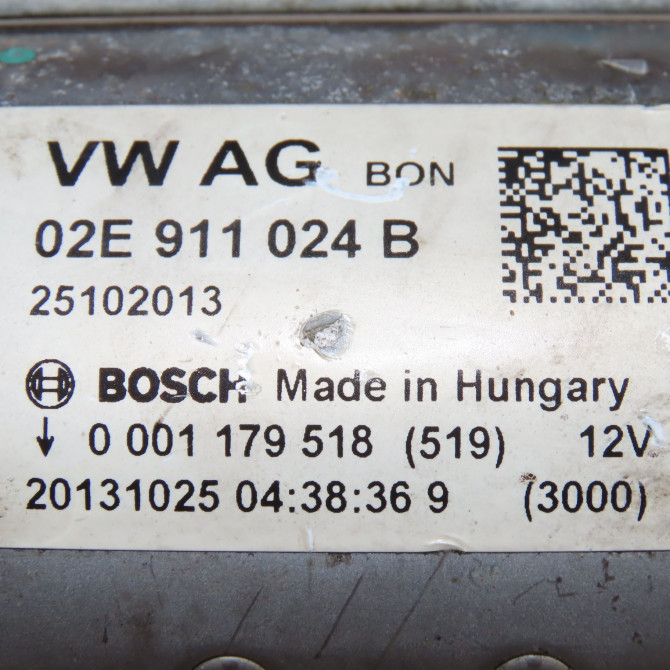 VW AG BON
02E 911 024 B
25102013
BOSCH Made in Hungary
↓ 0 001 179 518 (519) 12V
20131025 04:38:36 9 (3000)